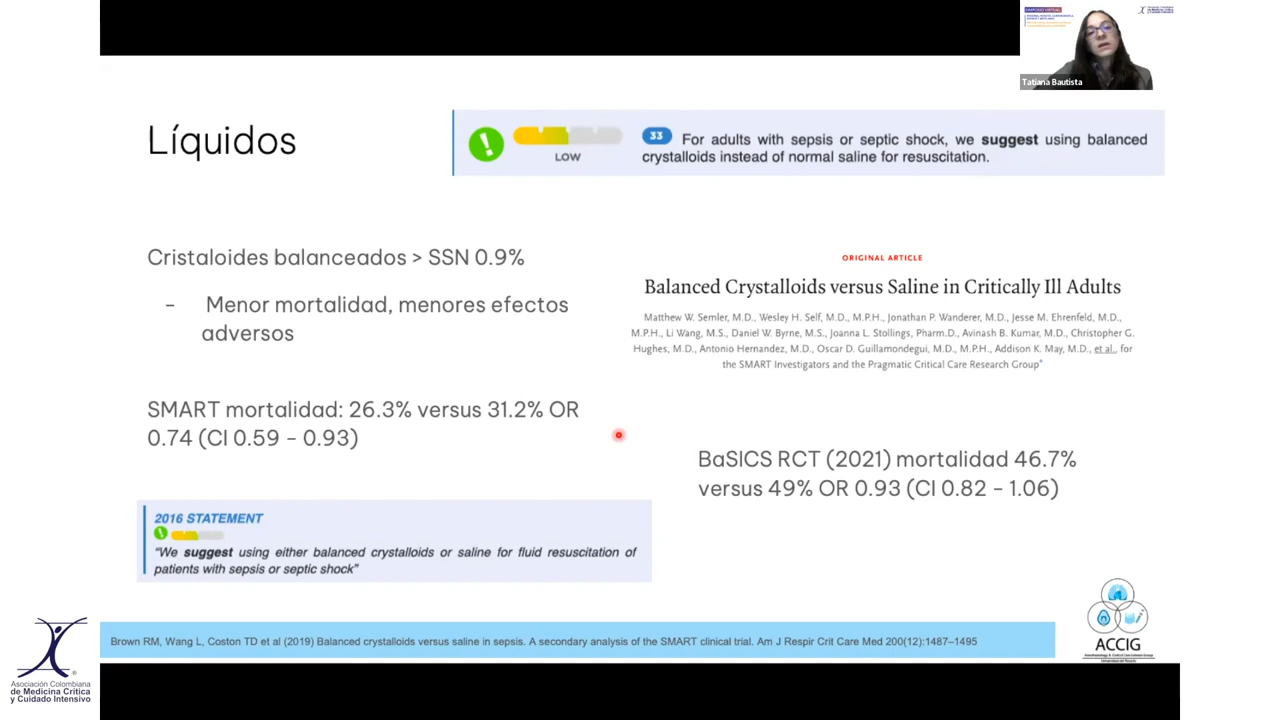 Tatiana Bautista
Líquidos
LOW
33 For adults with sepsis or septic shock, we suggest using balanced
crystalloids instead of normal saline for resuscitation.
Cristaloides balanceados > SSN 0.9%
- Menor mortalidad, menores efectos
adversos
SMART mortalidad: 26.3% versus 31.2% OR
0.74 (CI 0.59 - 0.93)
ORIGINAL ARTICLE
Balanced Crystalloids versus Saline in Critically Ill Adults
Matthew W. Semler, M.D., Wesley H. Self, M.D., M.P.H., Jonathan P. Wanderer, M.D., Jesse M. Ehrenfeld, M.D.,
M.P.H., Li Wang, M.S., Daniel W. Byrne, M.S., Joanna L. Stollings, Pharm.D., Avinash B. Kumar, M.D., Christopher G.
Hughes, M.D., Antonio Hernandez, M.D., Oscar D. Guillamondegui, M.D., M.P.H., Addison K. May, M.D., et al., for
the SMART Investigators and the Pragmatic Critical Care Research Group*
BaSICS RCT (2021) mortalidad 46.7%
versus 49% OR 0.93 (CI 0.82 - 1.06)
2016 STATEMENT
"We suggest using either balanced crystalloids or saline for fluid resuscitation of
patients with sepsis or septic shock"
Brown RM, Wang L, Coston TD et al (2019) Balanced crystalloids versus saline in sepsis. A secondary analysis of the SMART clinical trial. Am J Respir Crit Care Med 200(12):1487–1495
ACCIG
Asociación Colombiana
de Medicina Crítica
y Cuidado Intensivo